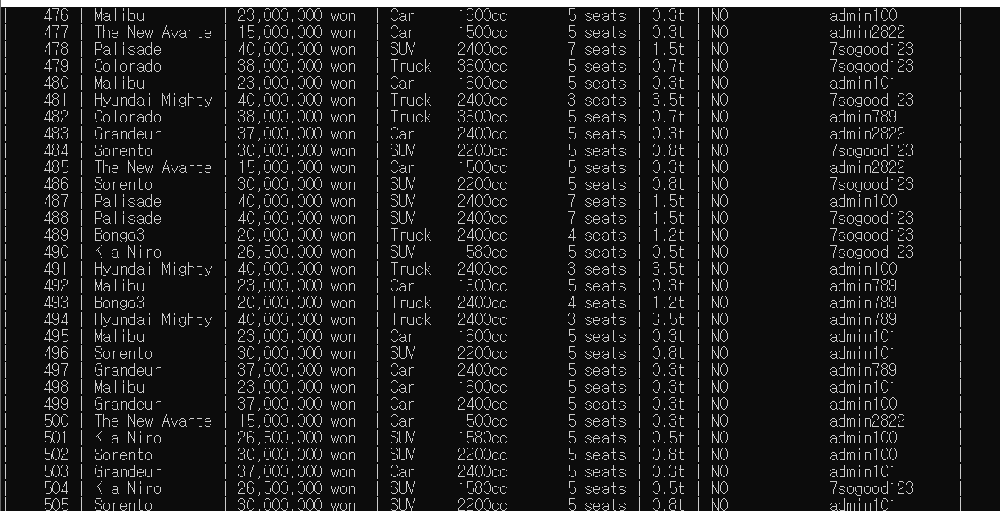 | 476 | Malibu | 23,000,000 won | Car | 1600cc | 5 seats | 0.3t | NO | admin100 |
| 477 | The New Avante | 15,000,000 won | Car | 1500cc | 5 seats | 0.3t | NO | admin2822 |
| 478 | Palisade | 40,000,000 won | SUV | 2400cc | 7 seats | 1.5t | NO | 7sogood123 |
| 479 | Colorado | 38,000,000 won | Truck | 3600cc | 5 seats | 0.7t | NO | 7sogood123 |
| 480 | Malibu | 23,000,000 won | Car | 1600cc | 5 seats | 0.3t | NO | admin101 |
| 481 | Hyundai Mighty | 40,000,000 won | Truck | 2400cc | 3 seats | 3.5t | NO | 7sogood123 |
| 482 | Colorado | 38,000,000 won | Truck | 3600cc | 5 seats | 0.7t | NO | admin789 |
| 483 | Grandeur | 37,000,000 won | Car | 2400cc | 5 seats | 0.3t | NO | admin2822 |
| 484 | Sorento | 30,000,000 won | SUV | 2200cc | 5 seats | 0.8t | NO | 7sogood123 |
| 485 | The New Avante | 15,000,000 won | Car | 1500cc | 5 seats | 0.3t | NO | admin2822 |
| 486 | Sorento | 30,000,000 won | SUV | 2200cc | 5 seats | 0.8t | NO | 7sogood123 |
| 487 | Palisade | 40,000,000 won | SUV | 2400cc | 7 seats | 1.5t | NO | admin100 |
| 488 | Palisade | 40,000,000 won | SUV | 2400cc | 7 seats | 1.5t | NO | 7sogood123 |
| 489 | Bongo3 | 20,000,000 won | Truck | 2400cc | 4 seats | 1.2t | NO | 7sogood123 |
| 490 | Kia Niro | 26,500,000 won | SUV | 1580cc | 5 seats | 0.5t | NO | 7sogood123 |
| 491 | Hyundai Mighty | 40,000,000 won | Truck | 2400cc | 3 seats | 3.5t | NO | admin100 |
| 492 | Malibu | 23,000,000 won | Car | 1600cc | 5 seats | 0.3t | NO | admin789 |
| 493 | Bongo3 | 20,000,000 won | Truck | 2400cc | 4 seats | 1.2t | NO | admin789 |
| 494 | Hyundai Mighty | 40,000,000 won | Truck | 2400cc | 3 seats | 3.5t | NO | admin789 |
| 495 | Malibu | 23,000,000 won | Car | 1600cc | 5 seats | 0.3t | NO | admin101 |
| 496 | Sorento | 30,000,000 won | SUV | 2200cc | 5 seats | 0.8t | NO | admin101 |
| 497 | Grandeur | 37,000,000 won | Car | 2400cc | 5 seats | 0.3t | NO | admin789 |
| 498 | Malibu | 23,000,000 won | Car | 1600cc | 5 seats | 0.3t | NO | admin101 |
| 499 | Grandeur | 37,000,000 won | Car | 2400cc | 5 seats | 0.3t | NO | admin100 |
| 500 | The New Avante | 15,000,000 won | Car | 1500cc | 5 seats | 0.3t | NO | admin2822 |
| 501 | Kia Niro | 26,500,000 won | SUV | 1580cc | 5 seats | 0.5t | NO | admin100 |
| 502 | Sorento | 30,000,000 won | SUV | 2200cc | 5 seats | 0.8t | NO | admin100 |
| 503 | Grandeur | 37,000,000 won | Car | 2400cc | 5 seats | 0.3t | NO | admin101 |
| 504 | Kia Niro | 26,500,000 won | SUV | 1580cc | 5 seats | 0.5t | NO | 7sogood123 |
| 505 | Sorento | 30,000,000 won | SUV | 2200cc | 5 seats | 0.8t | NO | admin101 |